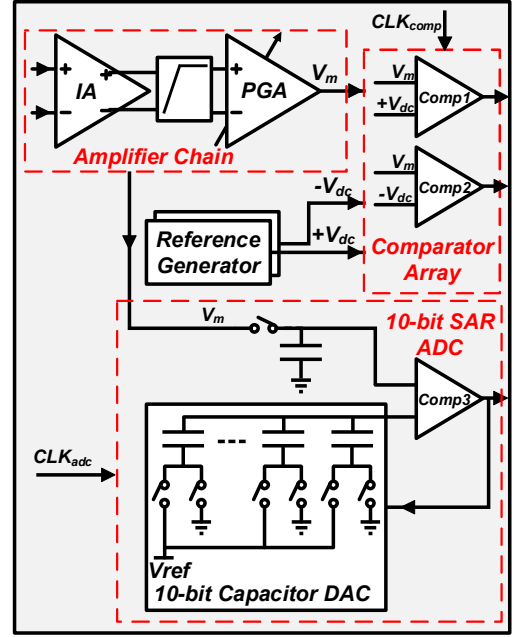 CLKcomp
IA
PGA
Vm
Amplifier Chain
Vm
+Vdc
Comp1
Vm
-Vdc
Comp2
Comparator
Array
-Vdc
+Vdc
Reference
Generator
Vm
10-bit SAR
ADC
Comp3
CLKadc
Vref
10-bit Capacitor DAC